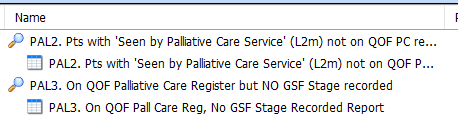 Name
PAL2. Pts with 'Seen by Palliative Care Service' (L2m) not on QOF PC re...
PAL2. Pts with 'Seen by Palliative Care Service' (L2m) not on QOF P...
PAL3. On QOF Palliative Care Register but NO GSF Stage recorded
PAL3. On QOF Pall Care Reg, No GSF Stage Recorded Report